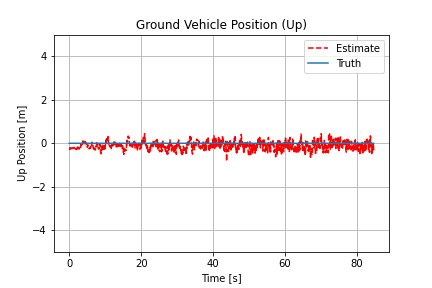 Ground Vehicle Position (Up)
Estimate
Truth
4
2
0
−2
−4
Up Position [m]
0 20 40 60 80
Time [s]